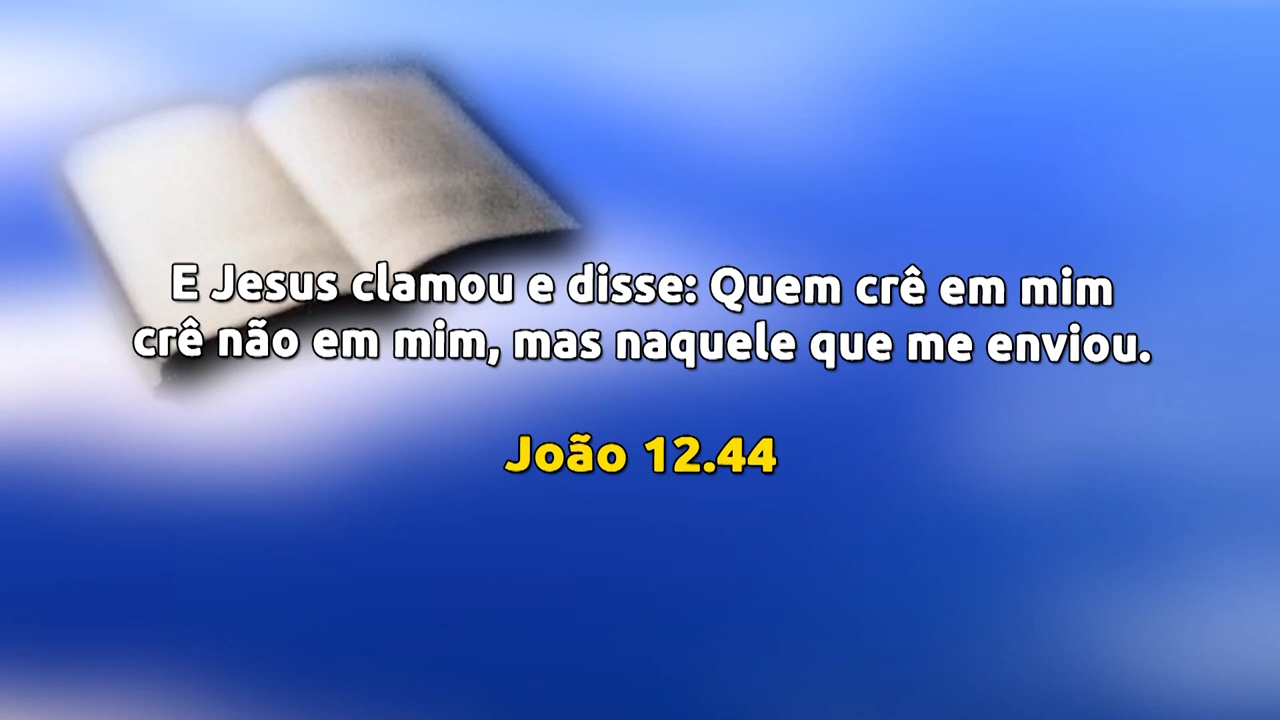 E Jesus clamou e disse: Quem crê em mim
crê não em mim, mas naquele que me enviou.
João 12.44